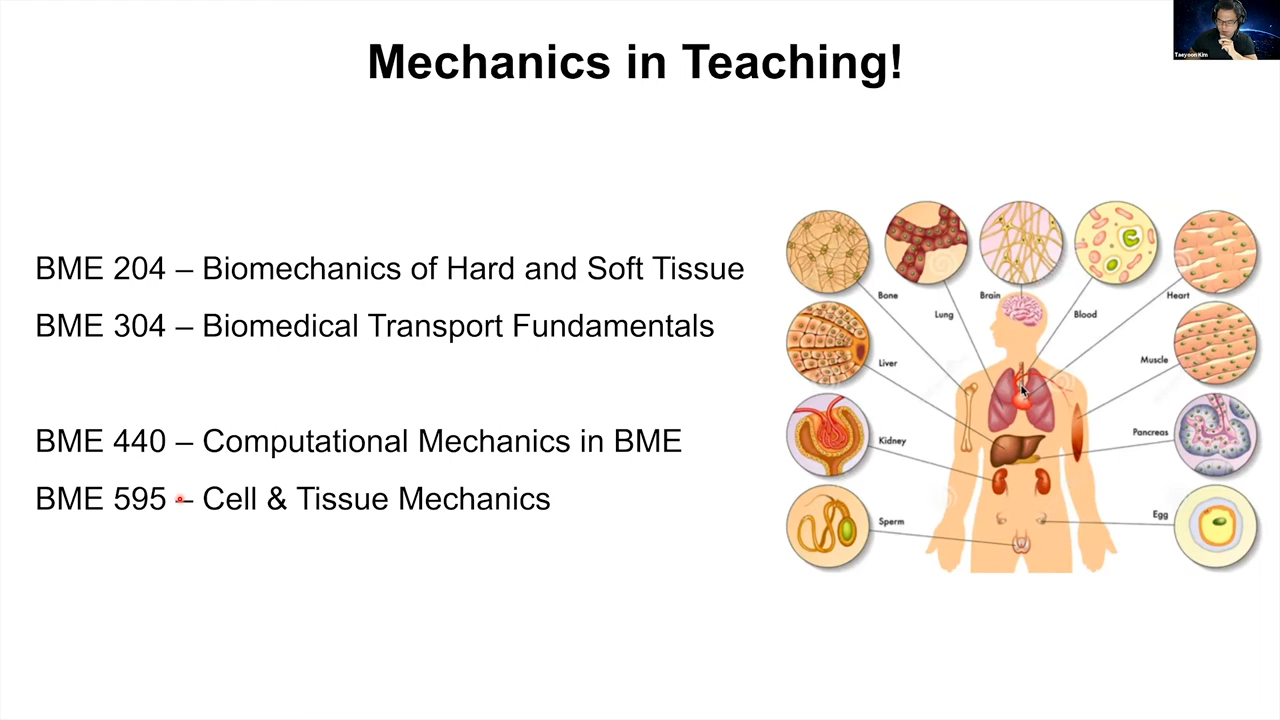 Mechanics in Teaching!
Taeyoon Kim
BME 204 – Biomechanics of Hard and Soft Tissue
BME 304 – Biomedical Transport Fundamentals
BME 440 – Computational Mechanics in BME
BME 595 – Cell & Tissue Mechanics
Bone
Lung
Brain
Blood
Heart
Liver
Muscle
Kidney
Pancreas
Sperm
Egg